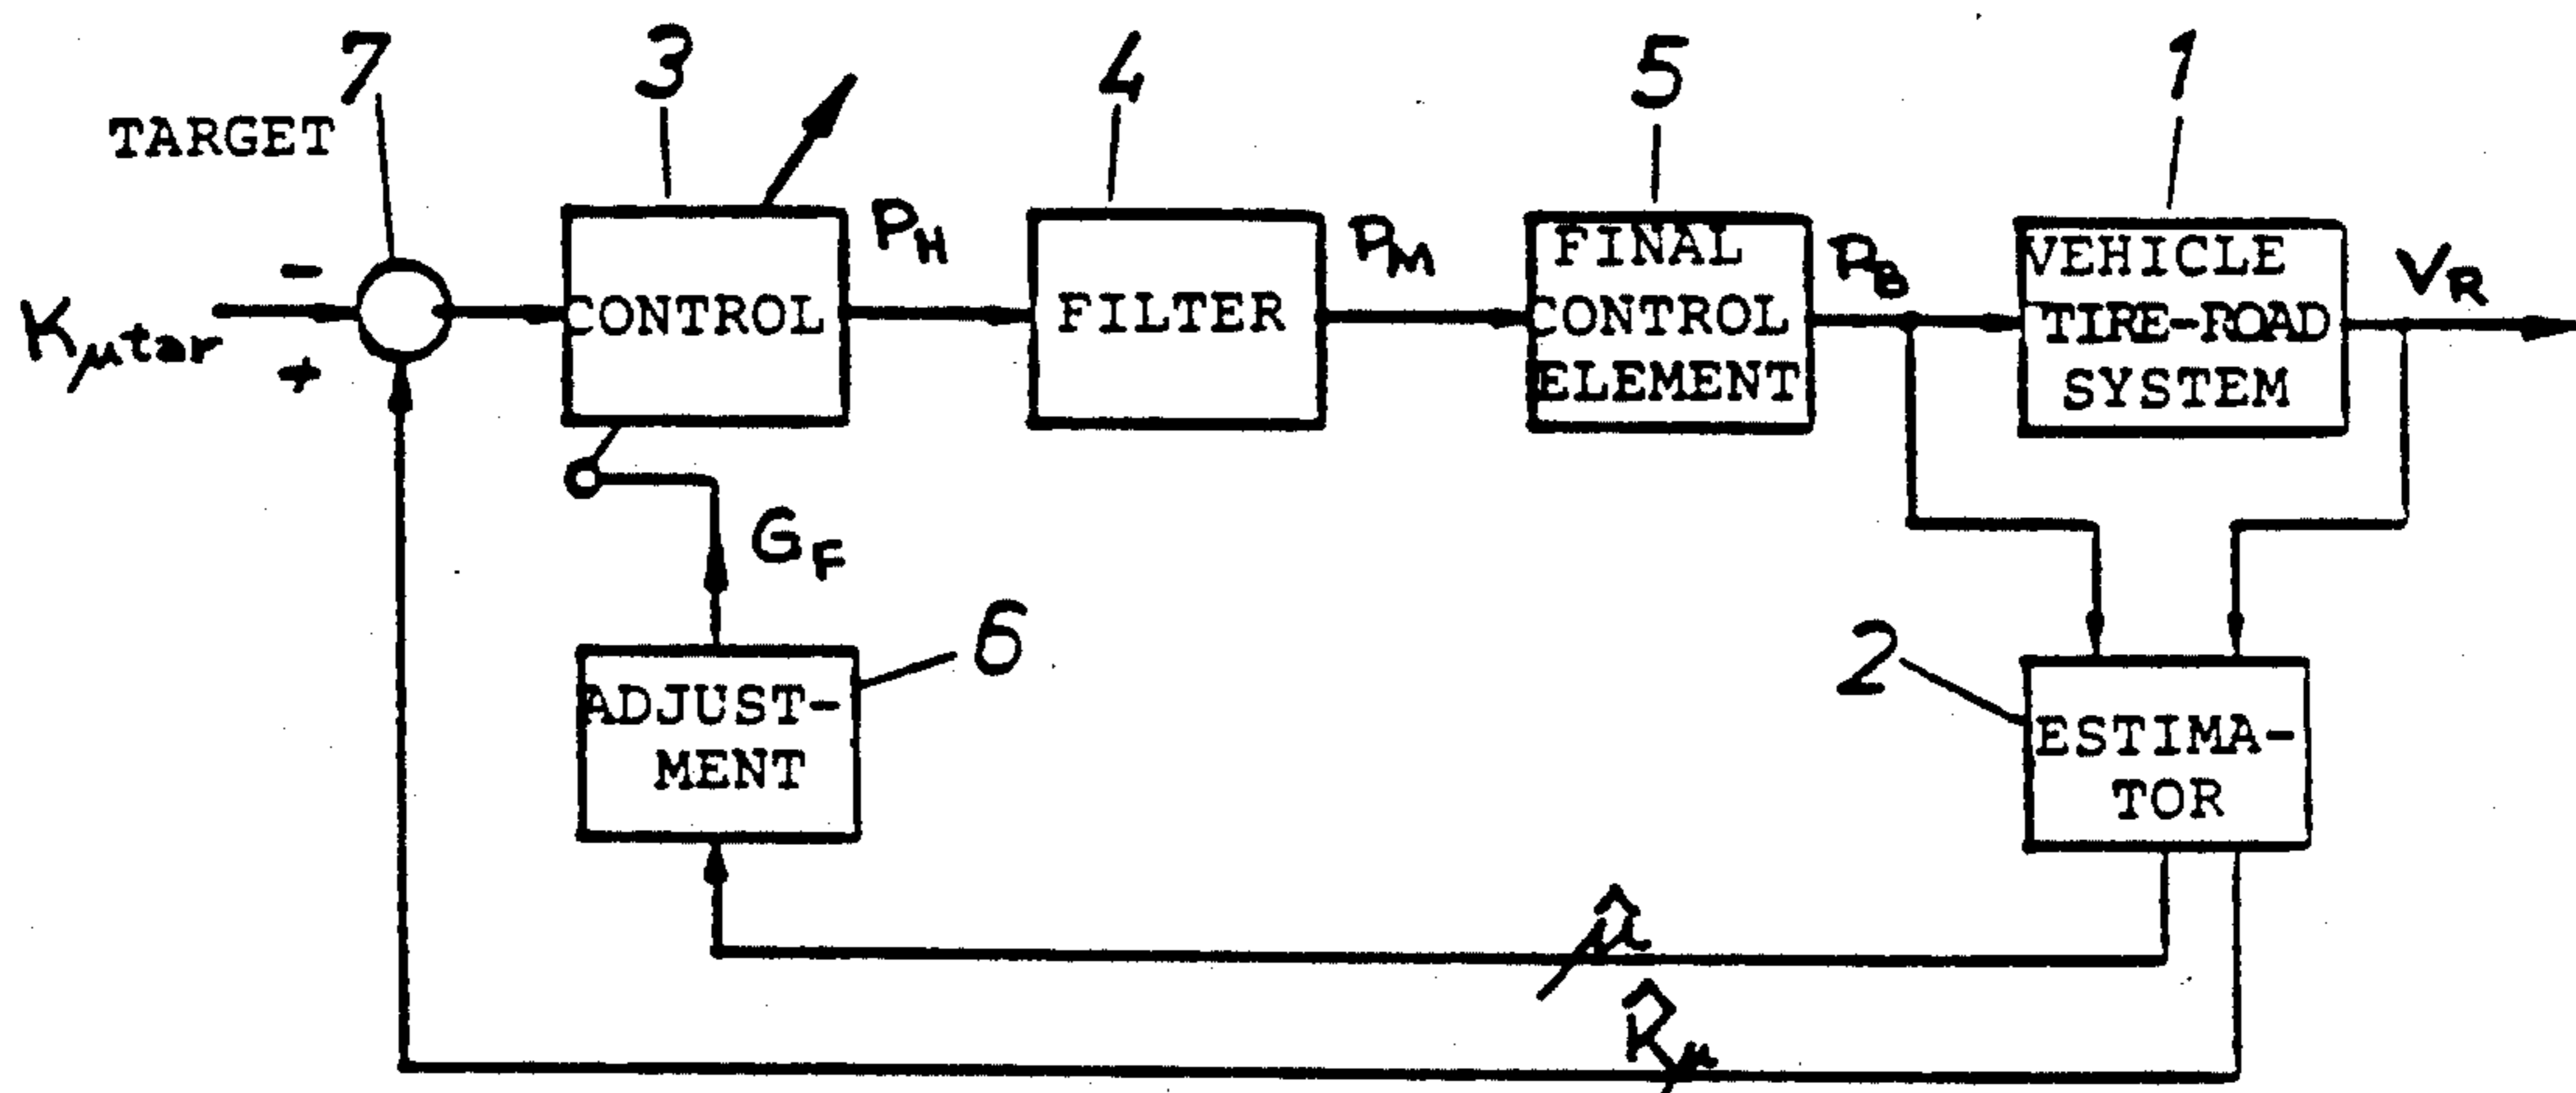 7 3 4 5 1
TARGET
P_H P_M P_B V_R
- 
K_μtar
+
CONTROL
FILTER
FINAL
CONTROL
ELEMENT
VEHICLE
TIRE-ROAD
SYSTEM
G_F
6
ADJUST-
MENT
2
ESTIMA-
TOR
μ̂
K̂_μ